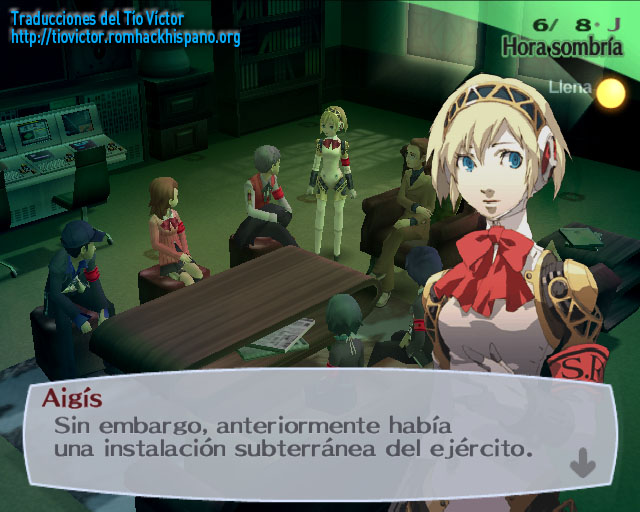 Traducciones del Tio Victor
http://tiovictor.romhackhispano.org
6/ 8·J
Hora sombría
Llena
Aigís
Sin embargo, anteriormente había
una instalación subterránea del ejército.
S.